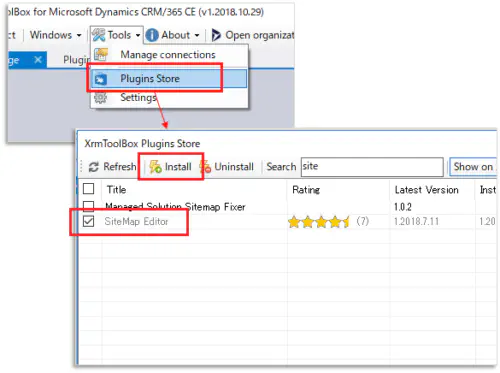 oolBox for Microsoft Dynamics CRM/365 CE (v1.2018.10.29)
ct Windows Tools About Open organizat
ge Plugin
Manage connections
Plugins Store
Settings
XrmToolBox Plugins Store
Refresh Install Uninstall Search site Show on
Title Rating Latest Version Inst
Managed Solution Sitemap Fixer 1.0.2
SiteMap Editor (7) 1.2018.7.11 1.20